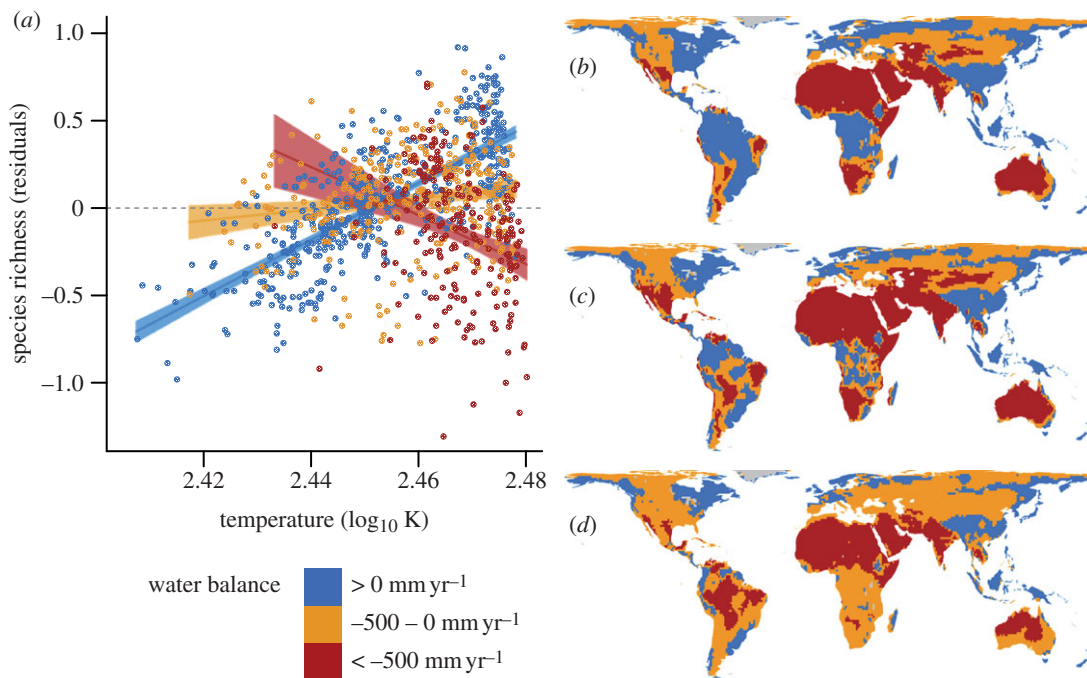 (a)
1.0
0.5
0
–0.5
–1.0
species richness (residuals)
2.42 2.44 2.46 2.48
temperature (log₁₀ K)
water balance
> 0 mm yr⁻¹
–500 – 0 mm yr⁻¹
< –500 mm yr⁻¹
(b)
(c)
(d)